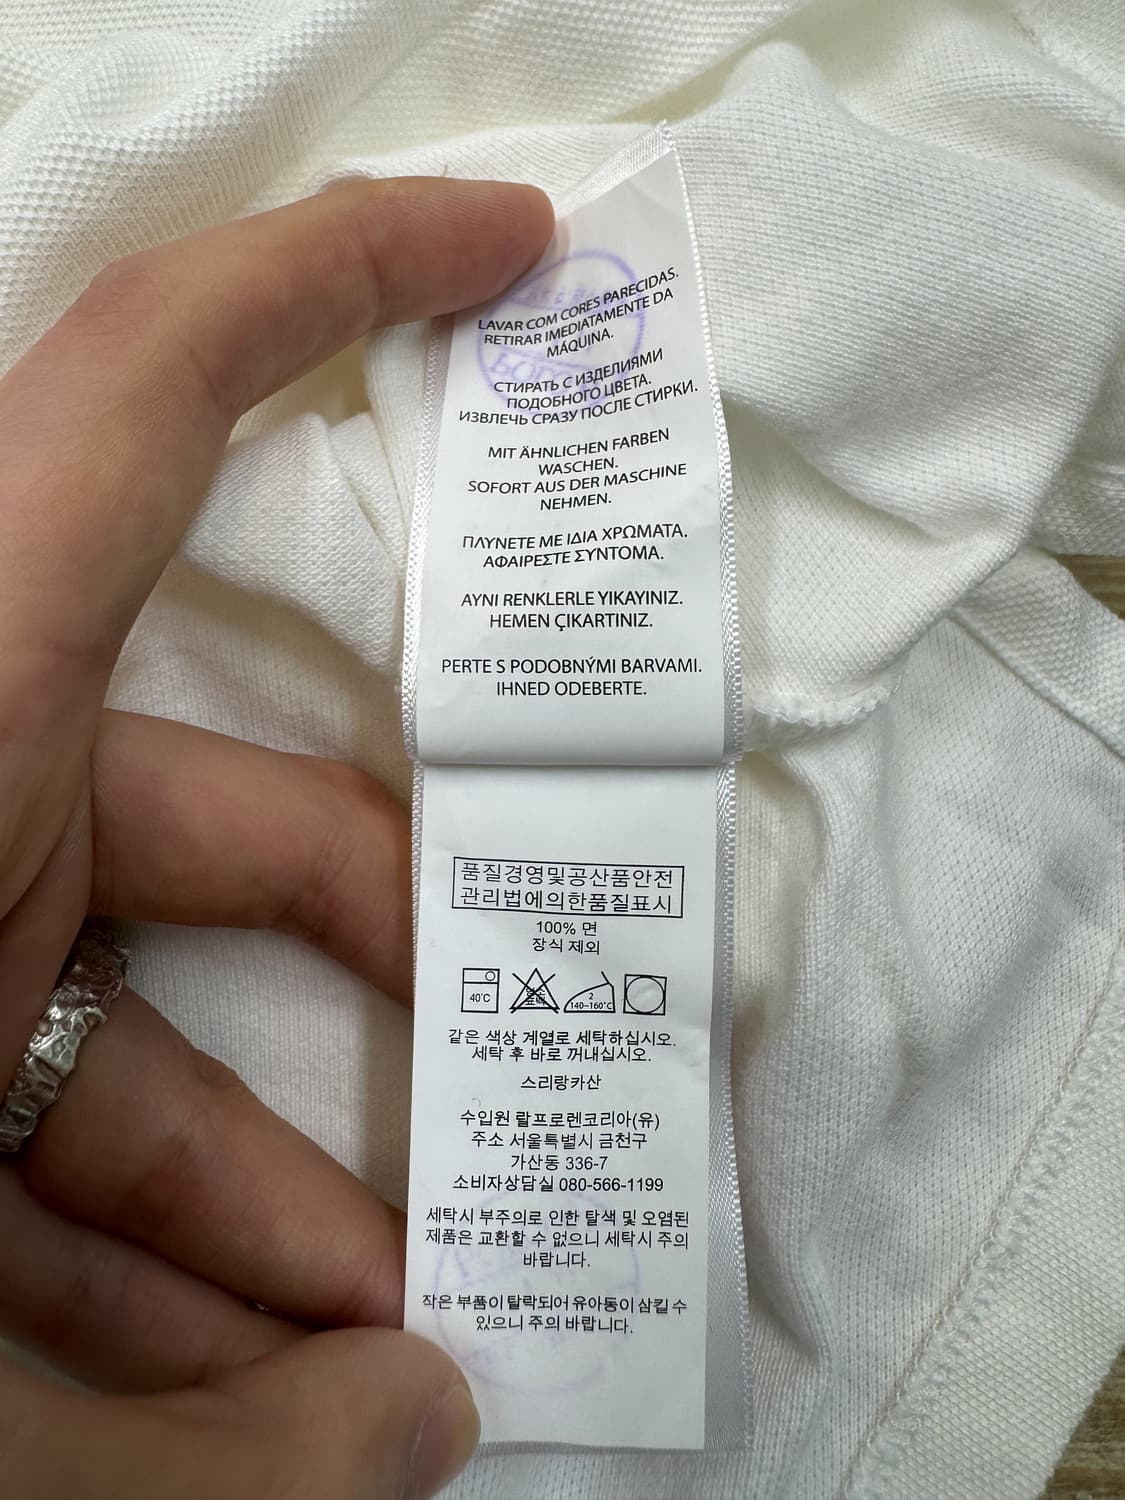 LAVAR COM CORES PARECIDAS.
RETIRAR IMEDIATAMENTE DA
MÁQUINA.
СТИРАТЬ С ИЗДЕЛИЯМИ
ПОДОБНОГО ЦВЕТА.
ИЗВЛЕЧЬ СРАЗУ ПОСЛЕ СТИРКИ.
MIT ÄHNLICHEN FARBEN
WASCHEN.
SOFORT AUS DER MASCHINE
NEHMEN.
ΠΛΥΝΕΤΕ ΜΕ ΙΔΙΑ ΧΡΩΜΑΤΑ.
ΑΦΑΙΡΕΣΤΕ ΣΥΝΤΟΜΑ.
AYNI RENKLERLE YIKAYINIZ.
HEMEN ÇIKARTINIZ.
PERTE S PODOBNÝMI BARVAMI.
IHNED ODEBERTE.
품질경영및공산품안전
관리법에의한품질표시
100% 면
장식 제외
40°C 2 140~160°C
같은 색상 계열로 세탁하십시오.
세탁 후 바로 꺼내십시오.
스리랑카산
수입원 랄프로렌코리아(유)
주소 서울특별시 금천구
가산동 336-7
소비자상담실 080-566-1199
세탁시 부주의로 인한 탈색 및 오염된
제품은 교환할 수 없으니 세탁시 주의
바랍니다.
작은 부품이 탈락되어 유아동이 삼킬 수
있으니 주의 바랍니다.